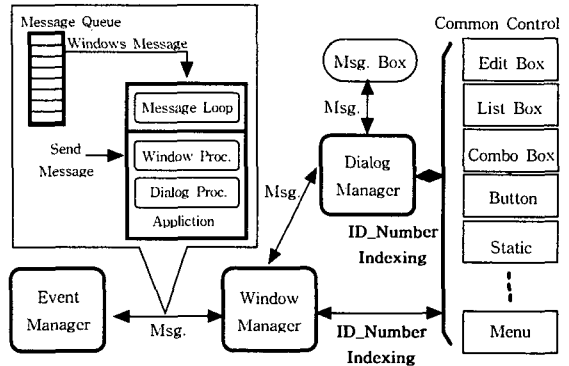 Message Queue
Windows Message
Message Loop
Send
Message
Window Proc.
Dialog Proc.
Appliction
Msg. Box
Msg.
Dialog
Manager
Msg.
ID_Number
Indexing
Event
Manager
Msg.
Window
Manager
ID_Number
Indexing
Common Control
Edit Box
List Box
Combo Box
Button
Static
Menu